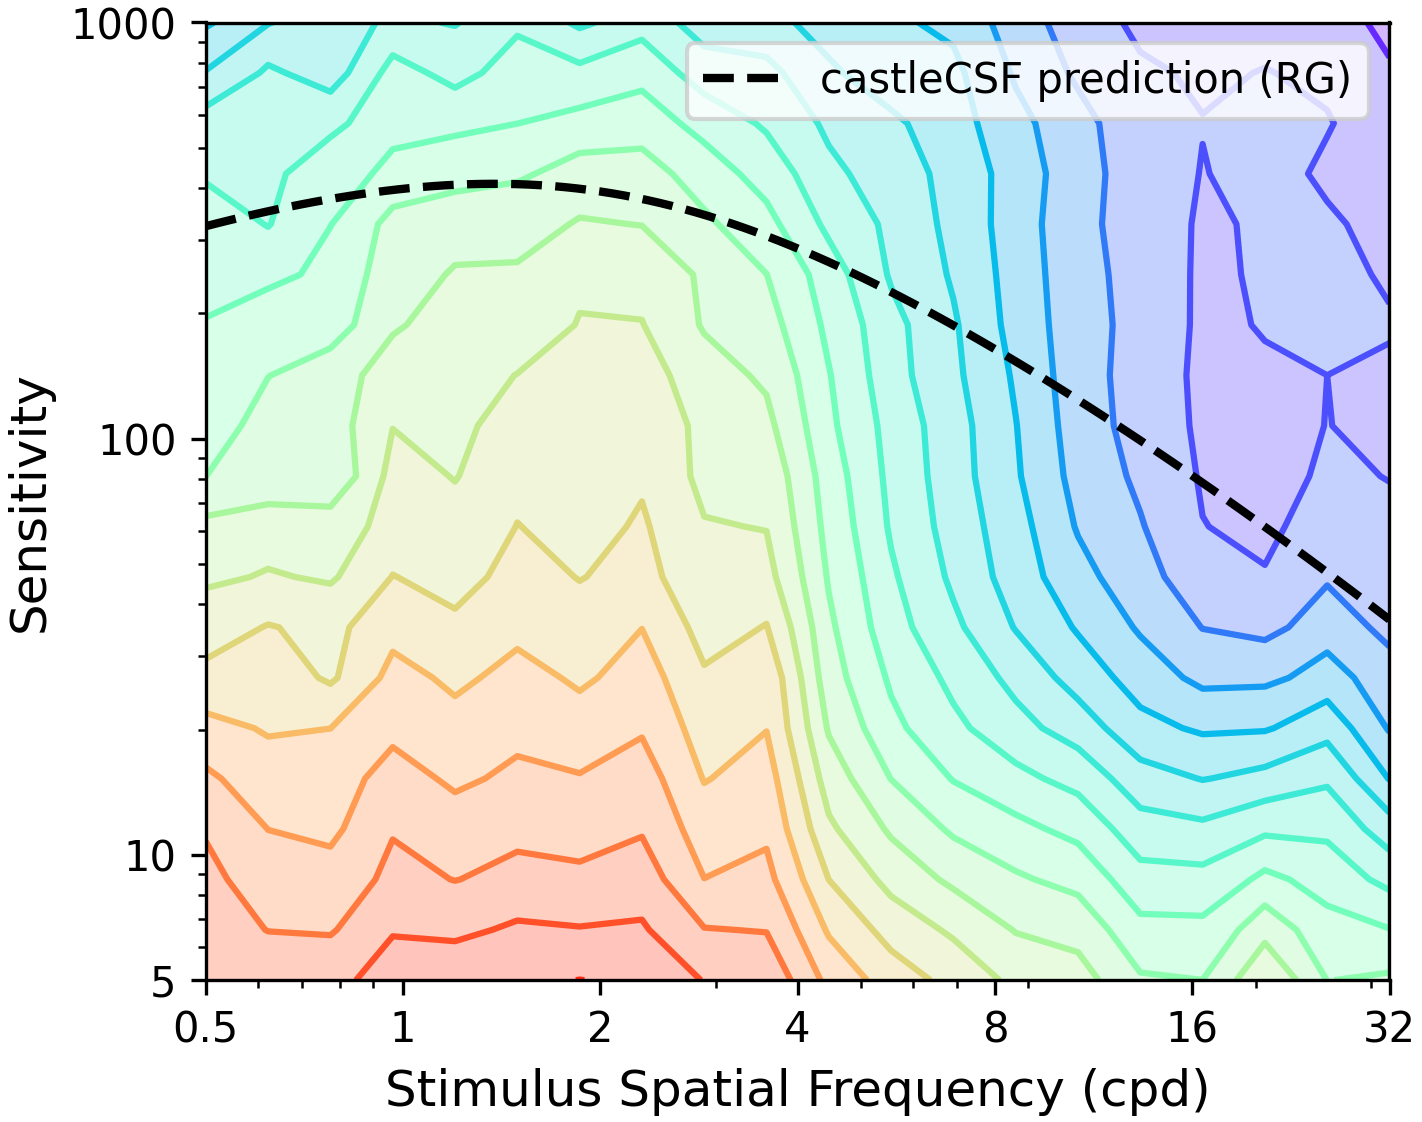 1000
castleCSF prediction (RG)
Sensitivity
100
10
5
0.5 1 2 4 8 16 32
Stimulus Spatial Frequency (cpd)